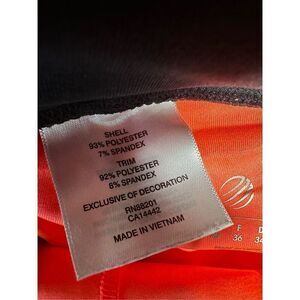 SHELL
93% POLYESTER
7% SPANDEX
TRIM
92% POLYESTER
8% SPANDEX
EXCLUSIVE OF DECORATION
RN88201
CA14442
MADE IN VIETNAM
F D
36 34